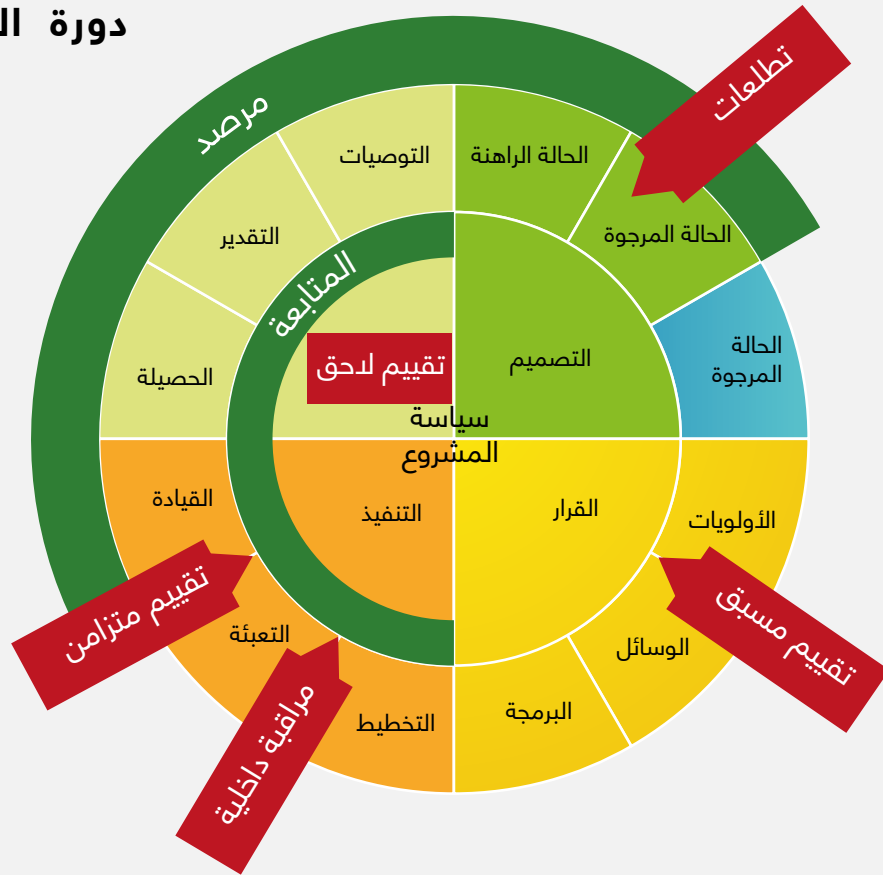 دورة
تطلعات
مرصد
التوصيات
الحالة الراهنة
التقدير
الحالة المرجوة
المتابعة
الحصيلة
تقييم لاحق
التصميم
الحالة
المرجوة
سياسة
المشروع
القيادة
التنفيذ
القرار
الأولويات
تقييم متزامن
التعبئة
الوسائل
تقييم مسبق
مراقبة داخلية
التخطيط
البرمجة